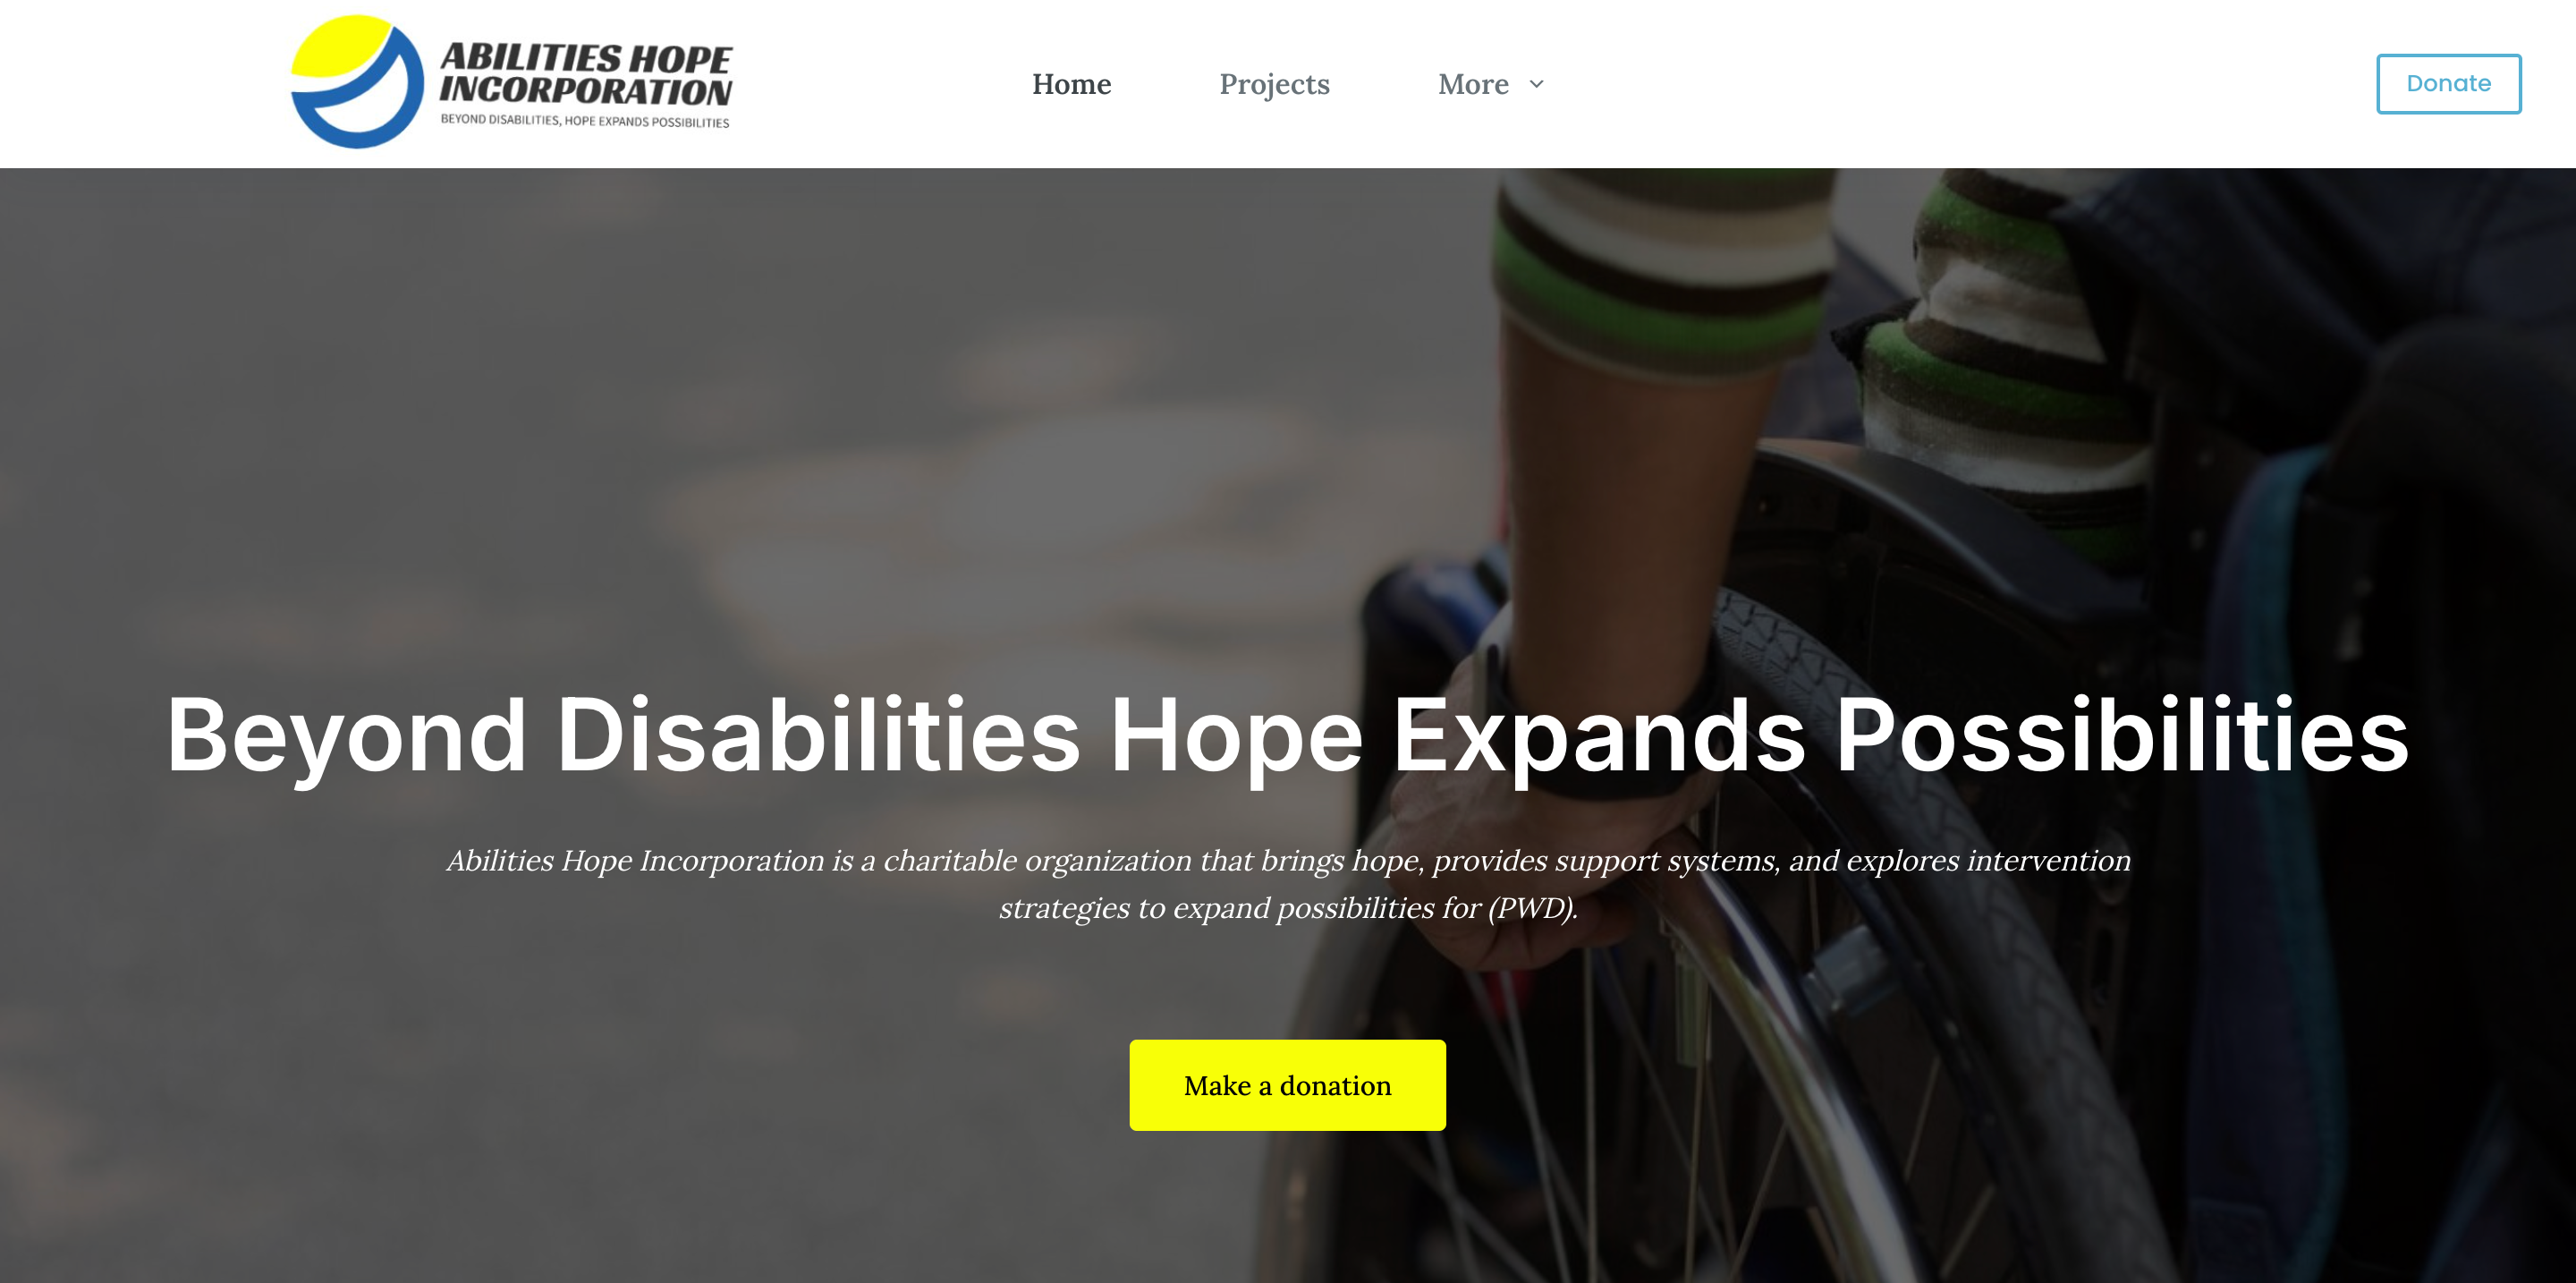 ABILITIES HOPE
INCORPORATION
BEYOND DISABILITIES, HOPE EXPANDS POSSIBILITIES
Home
Projects
More
Donate
Beyond Disabilities Hope Expands Possibilities
Abilities Hope Incorporation is a charitable organization that brings hope, provides support systems, and explores intervention
strategies to expand possibilities for (PWD).
Make a donation